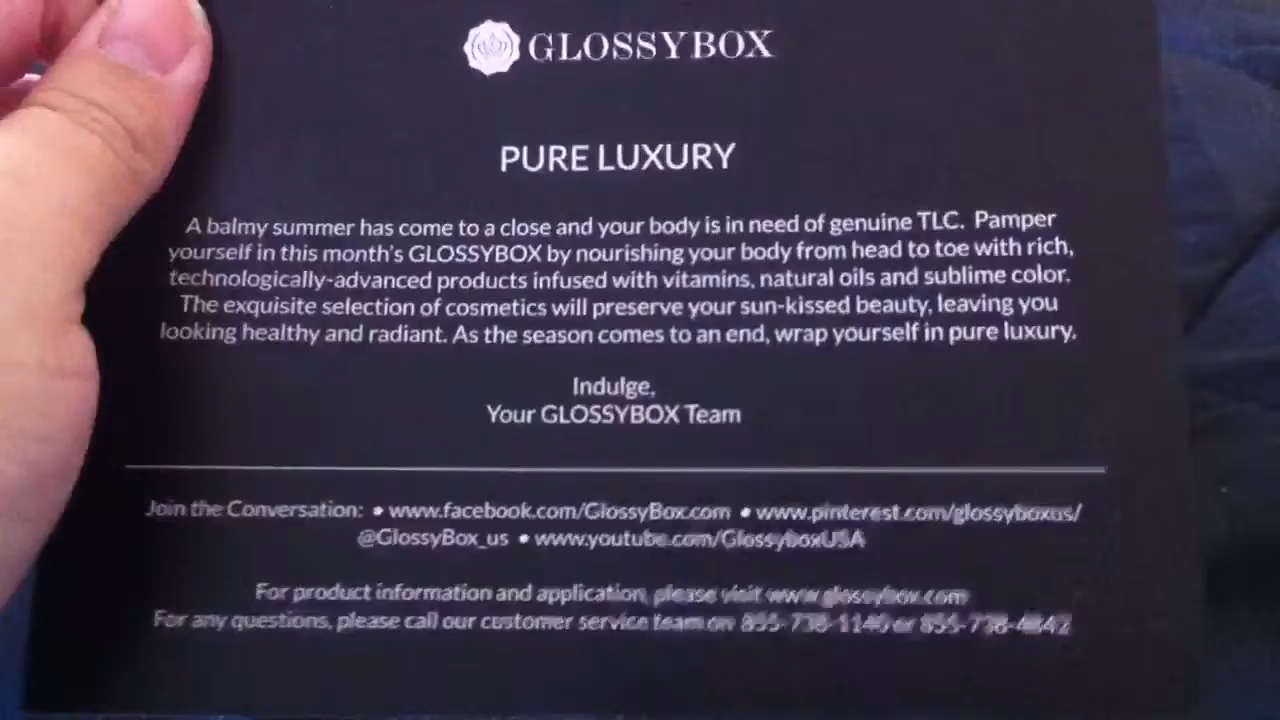 GLOSSYBOX
PURE LUXURY
A balmy summer has come to a close and your body is in need of genuine TLC. Pamper
yourself in this month's GLOSSYBOX by nourishing your body from head to toe with rich,
technologically-advanced products infused with vitamins, natural oils and sublime color.
The exquisite selection of cosmetics will preserve your sun-kissed beauty, leaving you
looking healthy and radiant. As the season comes to an end, wrap yourself in pure luxury.
Indulge,
Your GLOSSYBOX Team
Join the Conversation: • www.facebook.com/GlossyBox.com • www.pinterest.com/glossyboxus/
@GlossyBox_us • www.youtube.com/GlossyboxUSA
For product information and application, please visit www.glossybox.com
For any questions, please call our customer service team on or